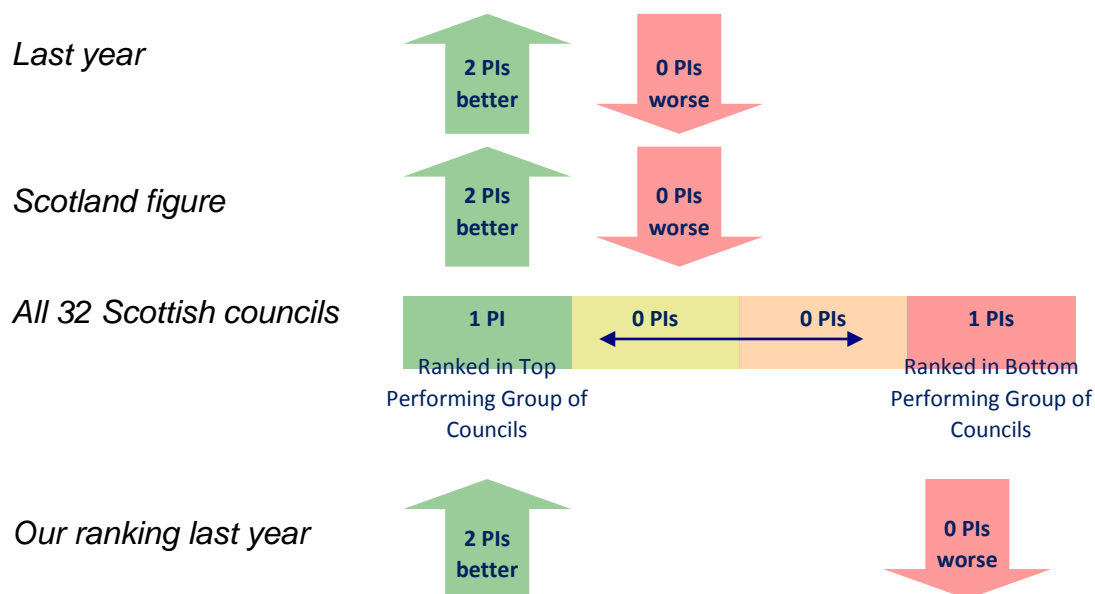 Last year
2 PIs
better
0 PIs
worse
Scotland figure
2 PIs
better
0 PIs
worse
All 32 Scottish councils
1 PI
0 PIs
0 PIs
1 PIs
Ranked in Top
Performing Group of
Councils
Ranked in Bottom
Performing Group of
Councils
Our ranking last year
2 PIs
better
0 PIs
worse